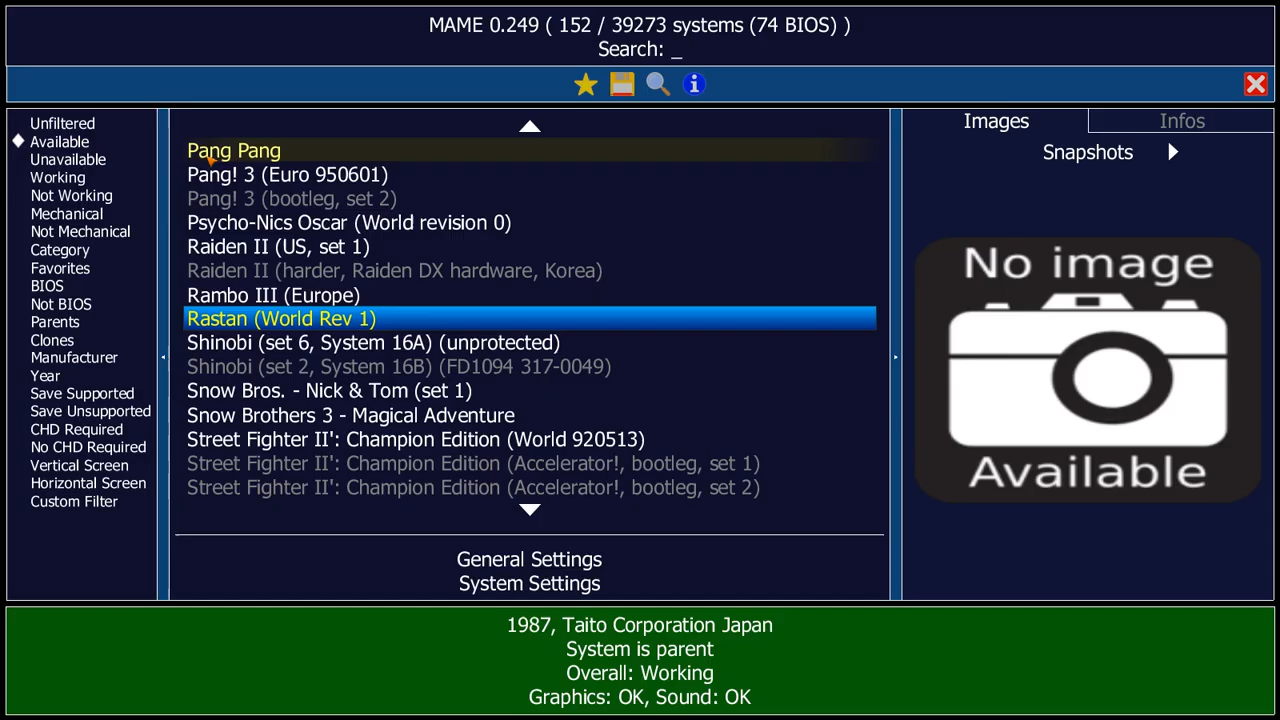 MAME 0.249 ( 152 / 39273 systems (74 BIOS) )
Search: _
Unfiltered
Available
Unavailable
Working
Not Working
Mechanical
Not Mechanical
Category
Favorites
BIOS
Not BIOS
Parents
Clones
Manufacturer
Year
Save Supported
Save Unsupported
CHD Required
No CHD Required
Vertical Screen
Horizontal Screen
Custom Filter
Pang Pang
Pang! 3 (Euro 950601)
Pang! 3 (bootleg, set 2)
Psycho-Nics Oscar (World revision 0)
Raiden II (US, set 1)
Raiden II (harder, Raiden DX hardware, Korea)
Rambo III (Europe)
Rastan (World Rev 1)
Shinobi (set 6, System 16A) (unprotected)
Shinobi (set 2, System 16B) (FD1094 317-0049)
Snow Bros. - Nick & Tom (set 1)
Snow Brothers 3 - Magical Adventure
Street Fighter II': Champion Edition (World 920513)
Street Fighter II': Champion Edition (Accelerator!, bootleg, set 1)
Street Fighter II': Champion Edition (Accelerator!, bootleg, set 2)
General Settings
System Settings
Images
Infos
Snapshots
No image
Available
1987, Taito Corporation Japan
System is parent
Overall: Working
Graphics: OK, Sound: OK